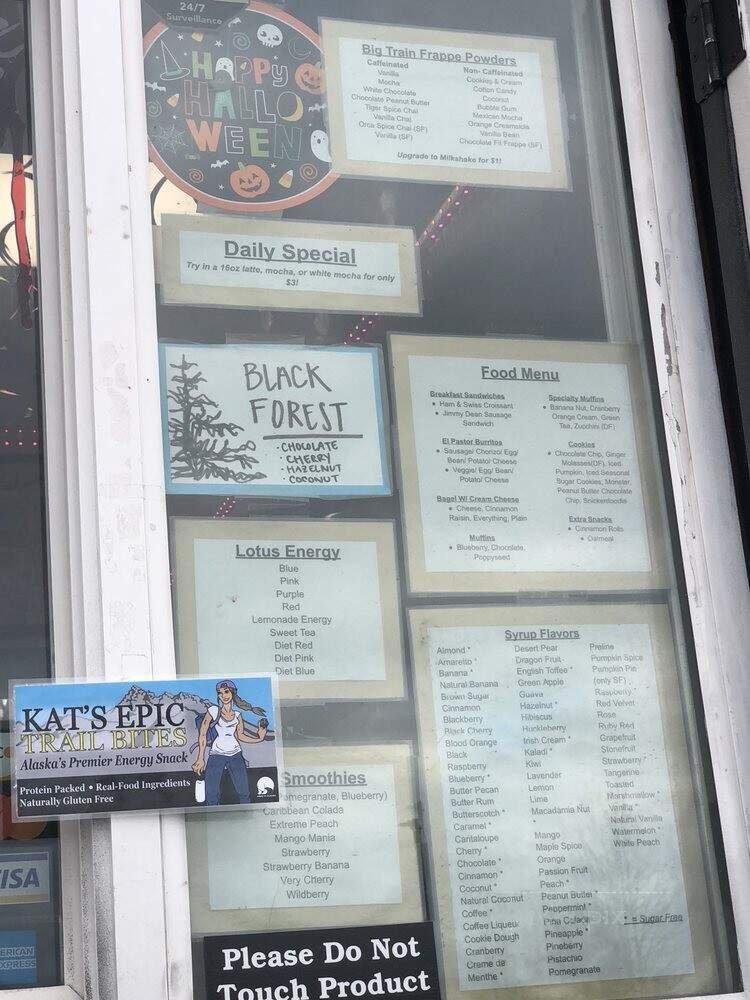 24/7
Surveillance
HAPPY
HALLO
WEEN
Big Train Frappe Powders
Caffeinated
Vanilla
Mocha
White Chocolate
Chocolate Peanut Butter
Tiger Spice Chai
Vanilla Chai
Orca Spice Chai (SF)
Vanilla (SF)
Non- Caffeinated
Cookies & Cream
Cotton Candy
Coconut
Bubble Gum
Mexican Mocha
Orange Creamsicle
Vanilla Bean
Chocolate Fit Frappe (SF)
Upgrade to Milkshake for $1!
Daily Special
Try in a 16oz latte, mocha, or white mocha for only
$3!
BLACK
FOREST
· CHOCOLATE
· CHERRY
· HAZELNUT
· COCONUT
Food Menu
Breakfast Sandwiches
• Ham & Swiss Croissant
• Jimmy Dean Sausage
Sandwich
El Pastor Burritos
• Sausage/ Chorizo/ Egg/
Bean/ Potato/ Cheese
• Veggie/ Egg/ Bean/
Potato/ Cheese
Bagel W/ Cream Cheese
• Cheese, Cinnamon
Raisin, Everything, Plain
Muffins
• Blueberry, Chocolate,
Poppyseed
Specialty Muffins
• Banana Nut, Cranberry
Orange, Green
Tea, Zucchini (DF)
Cookies
• Chocolate Chip, Ginger
Molasses(DF), Iced
Pumpkin, Iced Seasonal
Sugar Cookies, Monster,
Peanut Butter Chocolate
Chip, Snickerdoodle
Extra Snacks
• Cinnamon Rolls
• Oatmeal
Lotus Energy
Blue
Pink
Purple
Red
Lemonade Energy
Sweet Tea
Diet Red
Diet Pink
Diet Blue
KAT'S EPIC
TRAIL BITES
Alaska's Premier Energy Snack
Protein Packed • Real-Food Ingredients
Naturally Gluten Free
Smoothies
Pomegranate, Blueberry)
Caribbean Colada
Extreme Peach
Mango Mania
Strawberry
Strawberry Banana
Very Cherry
Wildberry
Syrup Flavors
Almond *
Amaretto *
Banana *
Natural Banana
Brown Sugar
Cinnamon
Blackberry
Black Cherry
Blood Orange
Black
Raspberry
Blueberry *
Butter Pecan
Butter Rum
Butterscotch *
Caramel *
Cantaloupe
Cherry *
Chocolate *
Cinnamon *
Coconut *
Natural Coconut
Coffee *
Coffee Liqueur
Cookie Dough
Cranberry
Creme de
Menthe *
Desert Pear
Dragon Fruit
English Toffee *
Green Apple
Guava
Hazelnut *
Hibiscus
Huckleberry
Irish Cream *
Kaladi *
Kiwi
Lavender
Lemon
Lime
Macadamia Nut
*
Mango
Maple Spice
Orange
Passion Fruit
Peach *
Peanut Butter *
Peppermint *
Pina Colada
Pineapple *
Pineberry
Pistachio
Pomegranate
Praline
Pumpkin Spice
Pumpkin Pie
(only SF)
Raspberry *
Red Velvet
Rose
Ruby Red
Grapefruit
Stonefruit
Strawberry *
Tangerine
Toasted
Marshmallow *
Vanilla *
Natural Vanilla
Watermelon *
White Peach
* = Sugar Free
VISA
ERICAN
XPRESS
Please Do Not
Touch Product